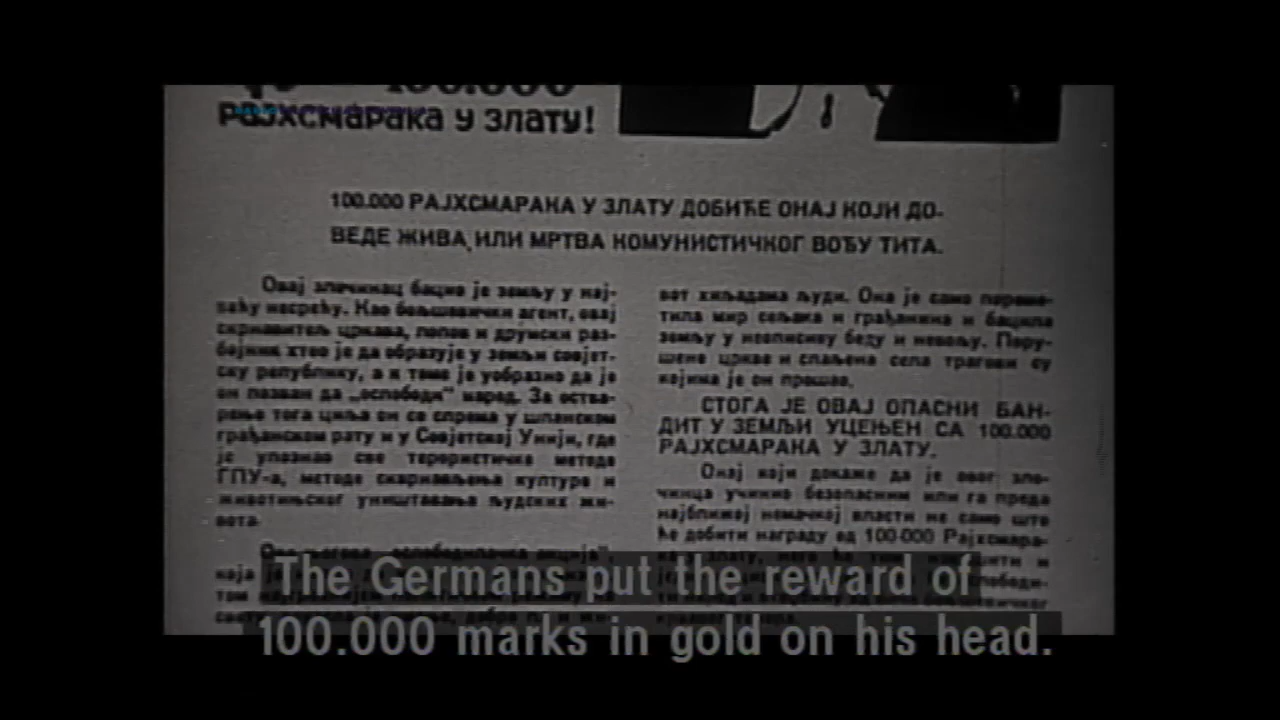 100.000
РАЈХСМАРАКА У ЗЛАТУ!
100.000 РАЈХСМАРАКА У ЗЛАТУ ДОБИЋЕ ОНАЈ КОЈИ ДО-
ВЕДЕ ЖИВА ИЛИ МРТВА КОМУНИСТИЧКОГ ВОЂУ ТИТА.
Овај злочинац бацио је земљу у нај-
већу несрећу. Као бољшевички агент, овај
скрнавитељ цркава, попов и друмски раз-
бојник хтео је да образује у земљи совјет-
ску републику, а к томе је уобразио да је
он позван да „ослободи“ народ. За оства-
рење тога циља он се спрема у шпанском
грађанском рату и у Совјетској Унији, где
је упознао све терористичке методе
ГПУ-а, методе скарнављења културе и
животињског уништавања људских жи-
вота.
вот хиљадама људи. Она је само пореме-
тила мир сељака и грађанина и бацила
земљу у неописиву беду и невољу. Пору-
шене цркве и спаљена села трагови су
којима је он прошао.
СТОГА ЈЕ ОВАЈ ОПАСНИ БАН-
ДИТ У ЗЕМЉИ УЦЕЊЕН СА 100.000
РАЈХСМАРАКА У ЗЛАТУ.
Онај који докаже да је овог зло-
чинца учинио безопасним или га преда
најближој немачкој власти не само што
ће добити награду од 100·000 Рајхсмара-
The Germans put the reward of
100.000 marks in gold on his head.